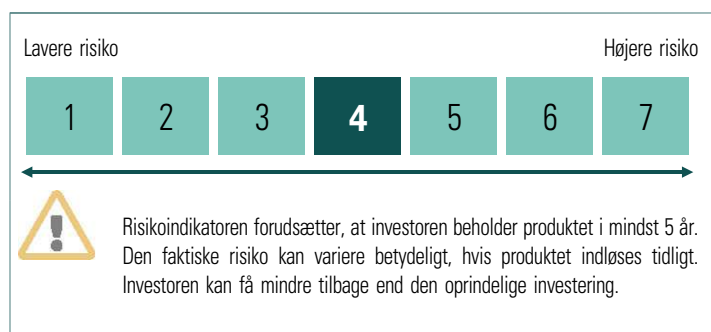 Lavere risiko Højere risiko
1 2 3 4 5 6 7
Risikoindikatoren forudsætter, at investoren beholder produktet i mindst 5 år.
Den faktiske risiko kan variere betydeligt, hvis produktet indløses tidligt.
Investoren kan få mindre tilbage end den oprindelige investering.